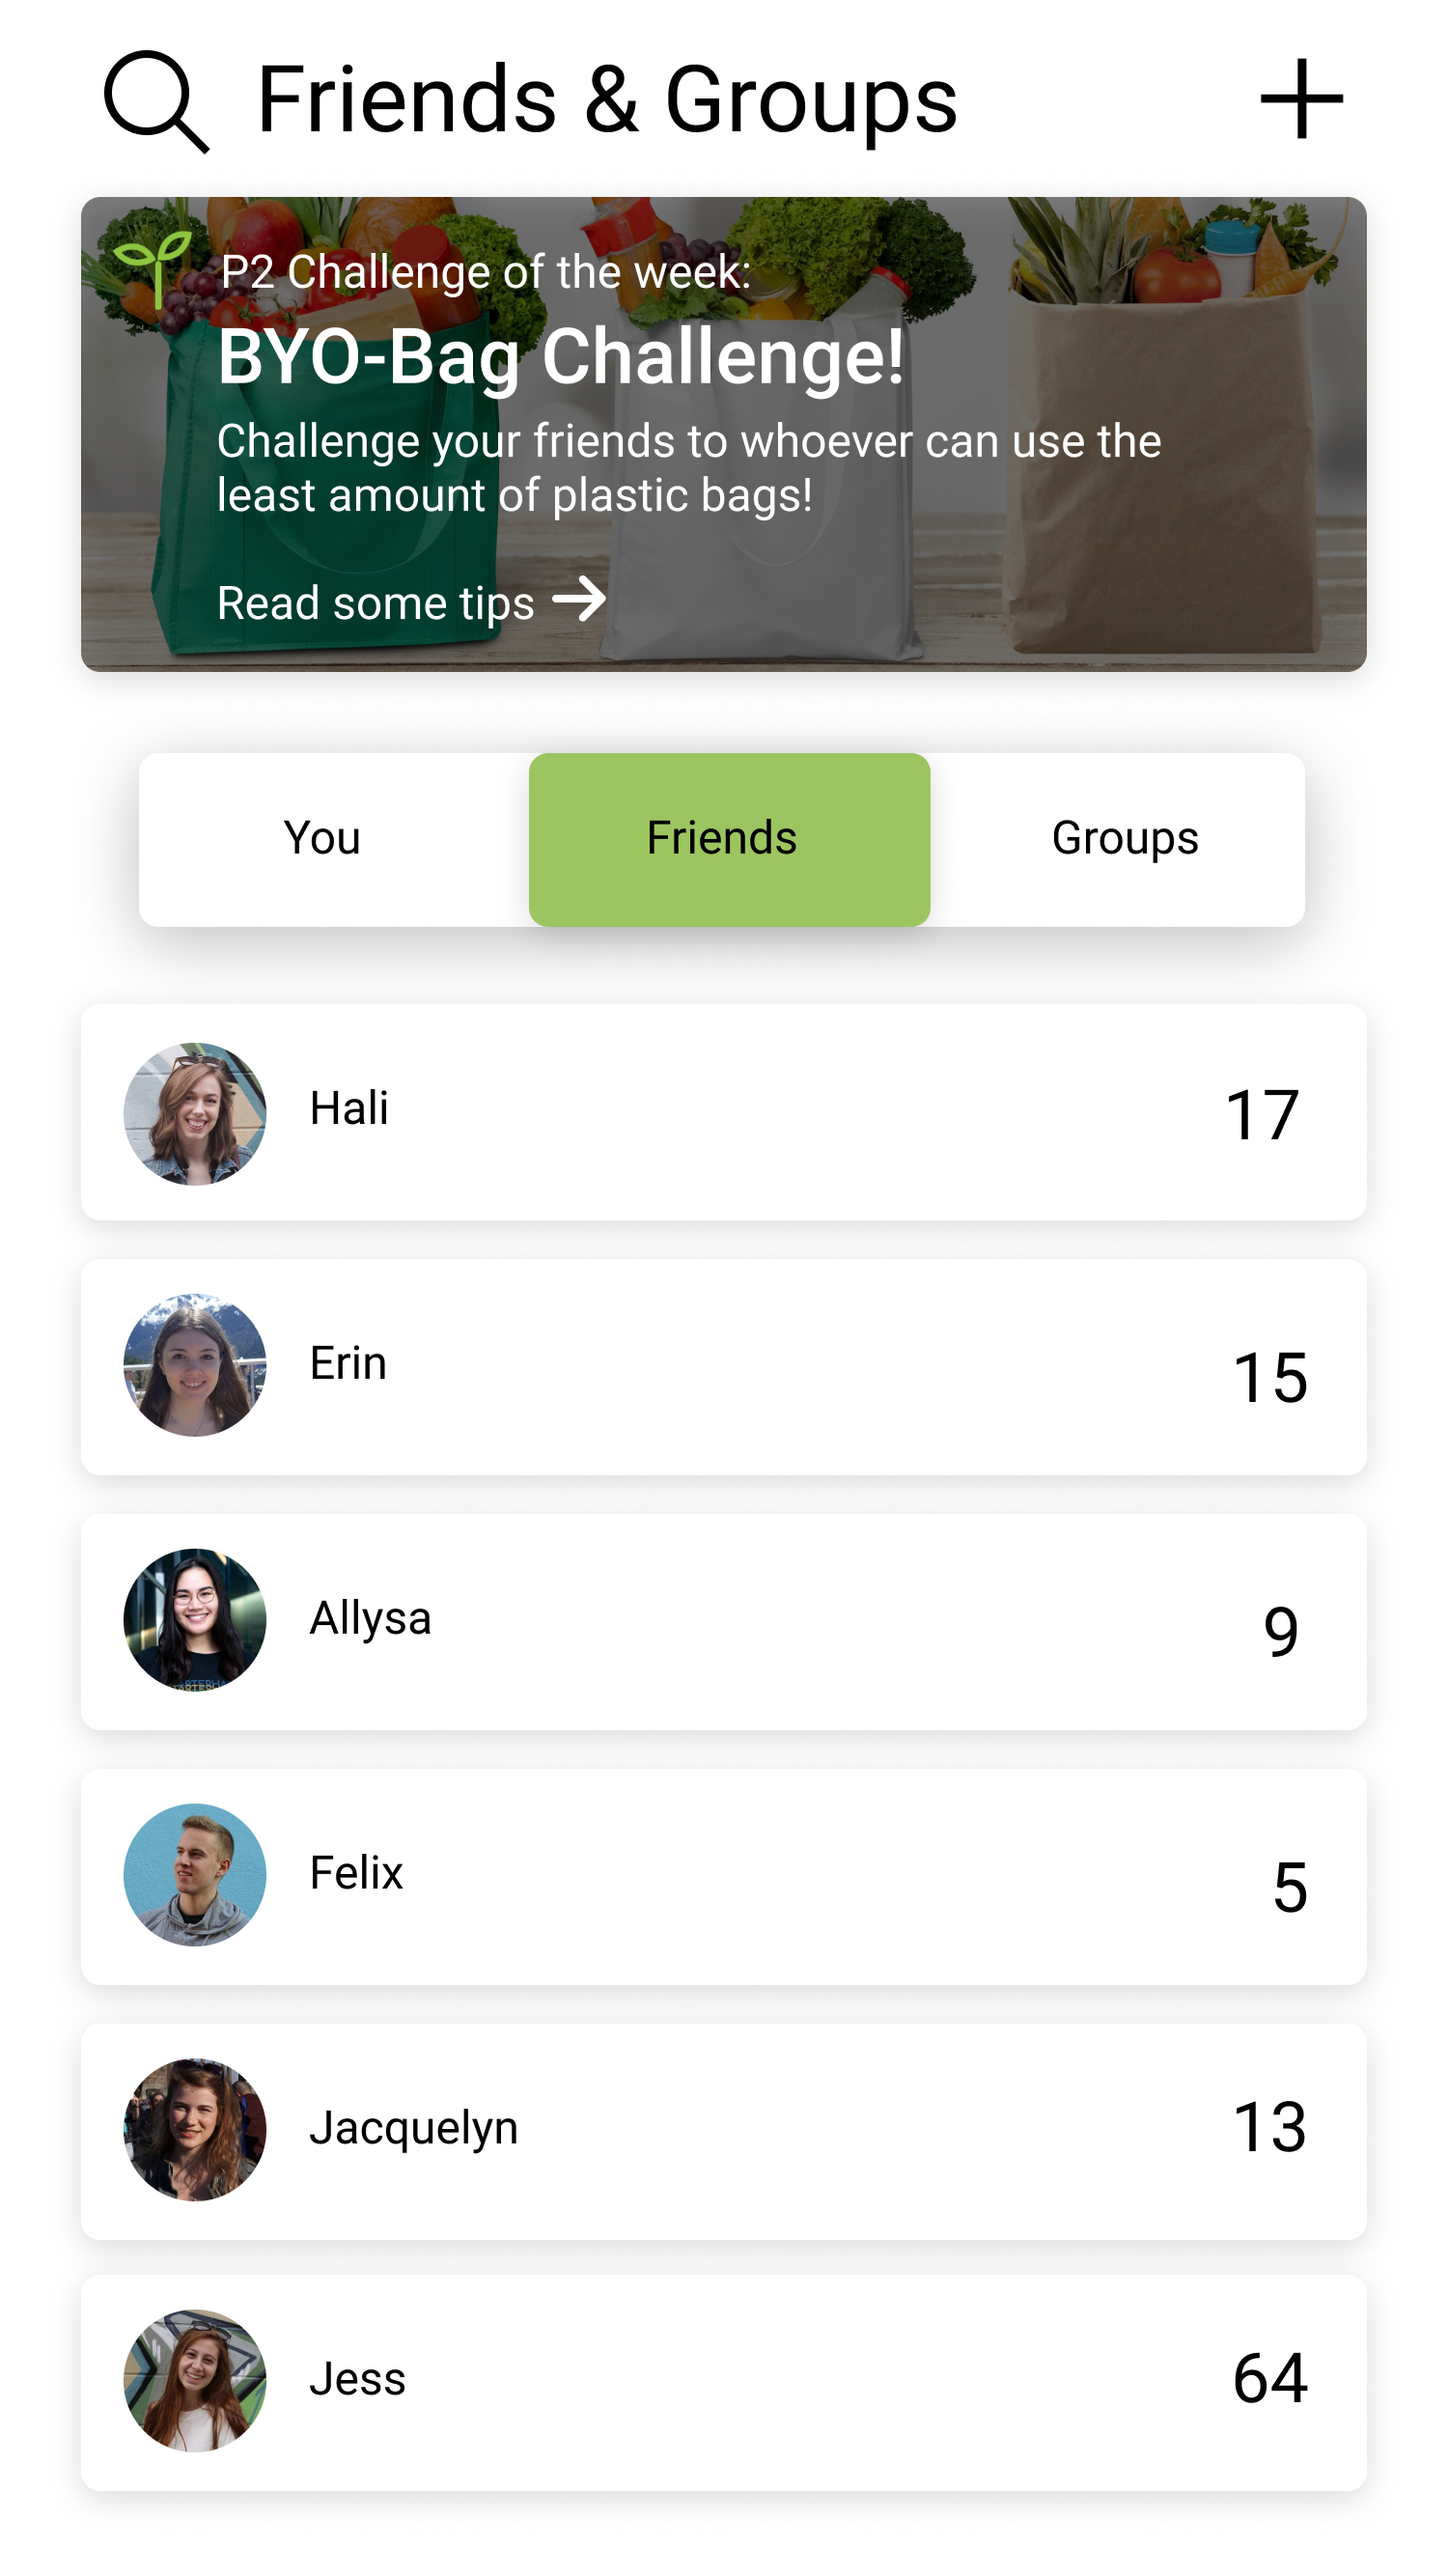 Friends & Groups
P2 Challenge of the week:
BYO-Bag Challenge!
Challenge your friends to whoever can use the
least amount of plastic bags!
Read some tips
You
Friends
Groups
Hali
17
Erin
15
Allysa
9
Felix
5
Jacquelyn
13
Jess
64